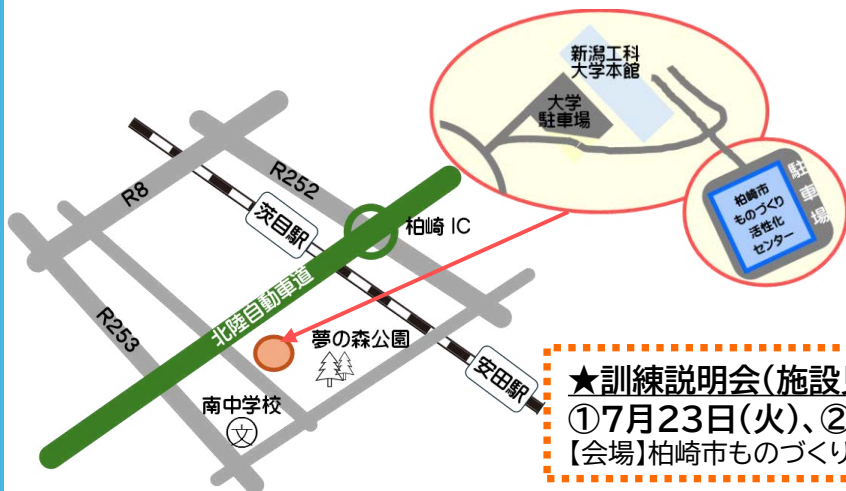 新潟工科
大学本館
大学
駐車場
柏崎市
ものづくり
活性化
センター
駐車場
R8
R252
茨目駅
柏崎 IC
北陸自動車道
R253
夢の森公園
安田駅
南中学校
文
★訓練説明会(施設
①7月23日(火)、②
【会場】柏崎市ものづくり